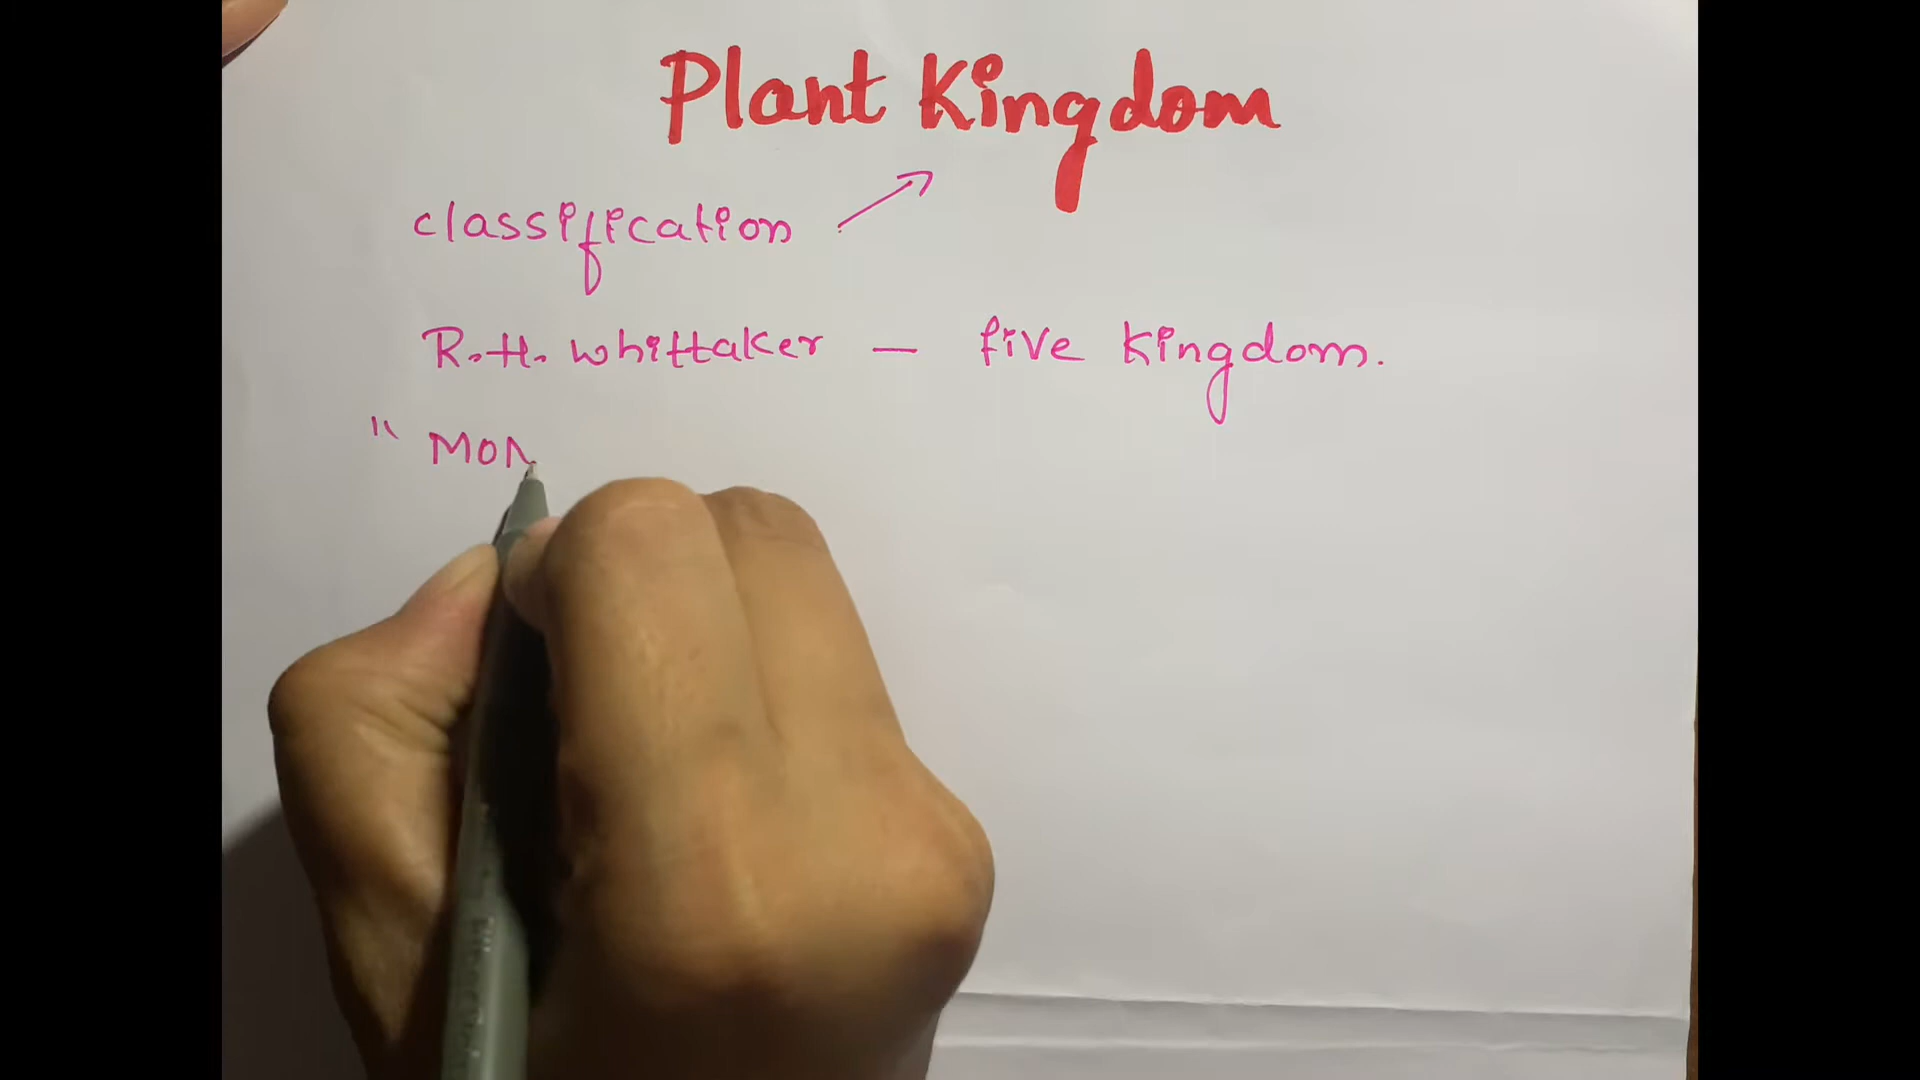 Plant Kingdom
classification
R.H. whittaker — five kingdom.
" MON